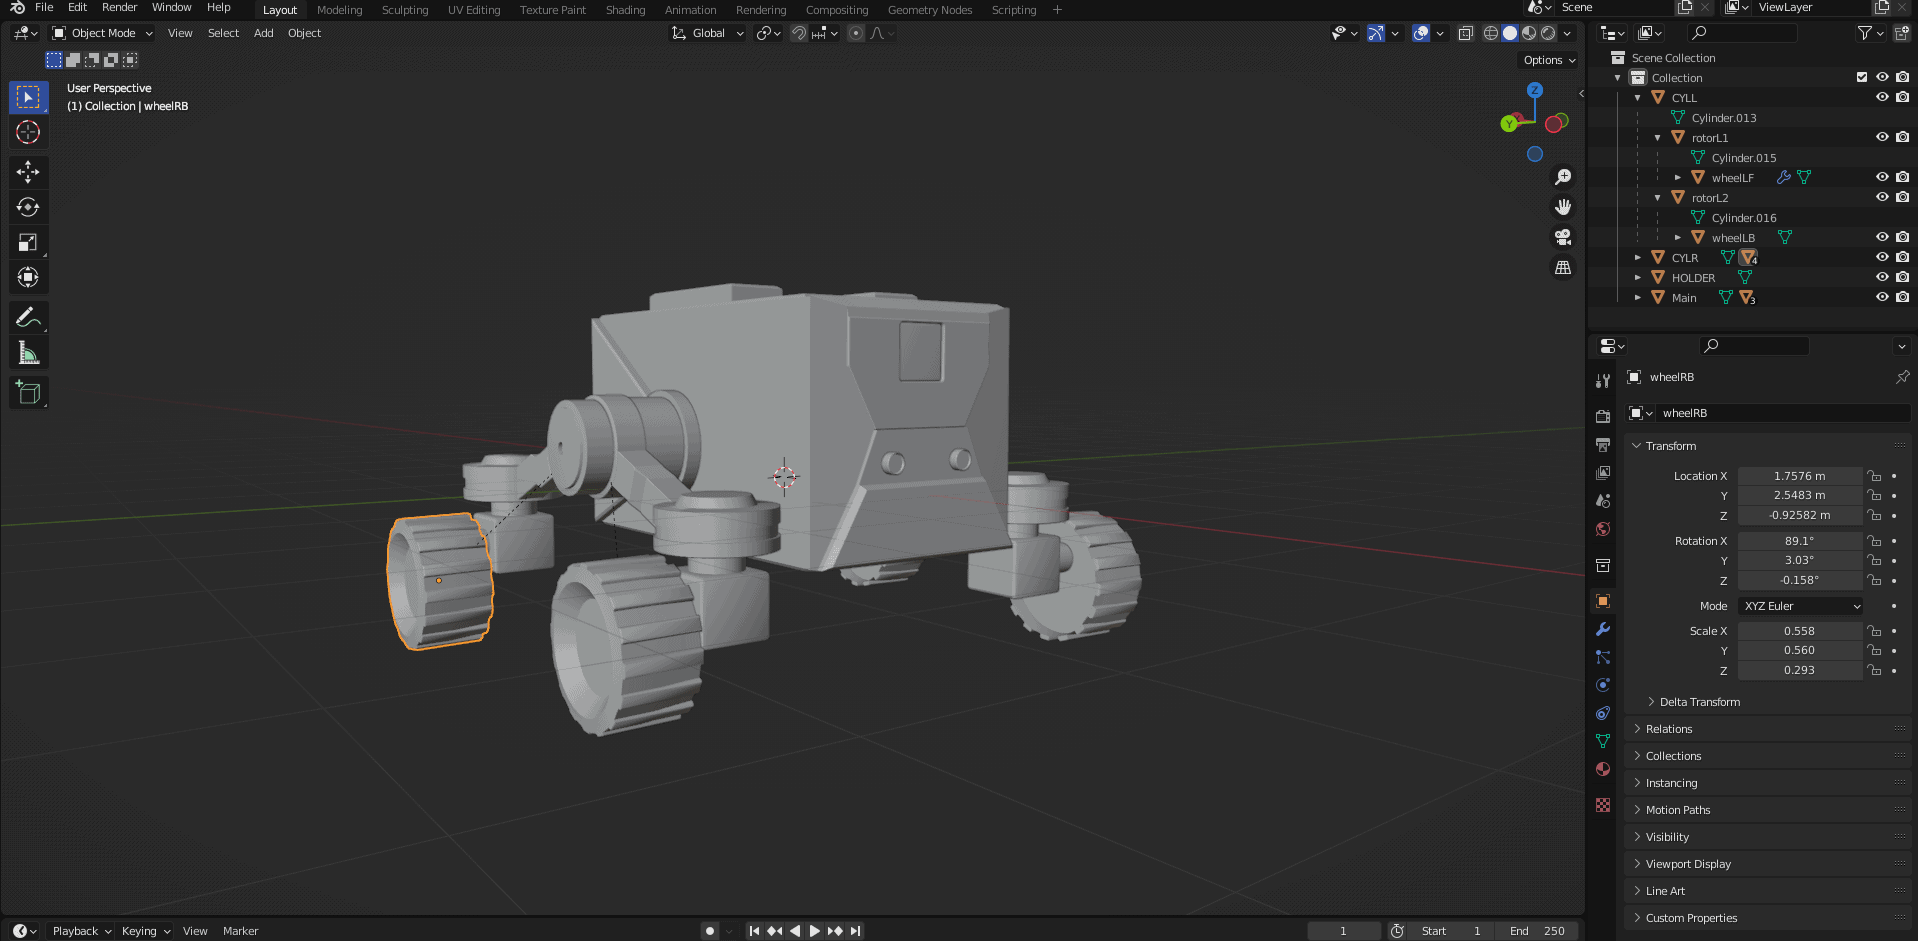 File Edit Render Window Help Layout Modeling Sculpting UV Editing Texture Paint Shading Animation Rendering Compositing Geometry Nodes Scripting + Scene ViewLayer
Object Mode View Select Add Object Global
Options
User Perspective
(1) Collection | wheelRB
Z
Y
Scene Collection
Collection
CYLL
Cylinder.013
rotorL1
Cylinder.015
wheelLF
rotorL2
Cylinder.016
wheelLB
CYLR 4
HOLDER
Main 3
wheelRB
wheelRB
Transform
Location X 1.7576 m
Y 2.5483 m
Z -0.92582 m
Rotation X 89.1°
Y 3.03°
Z -0.158°
Mode XYZ Euler
Scale X 0.558
Y 0.560
Z 0.293
Delta Transform
Relations
Collections
Instancing
Motion Paths
Visibility
Viewport Display
Line Art
Custom Properties
Playback Keying View Marker 1 Start 1 End 250